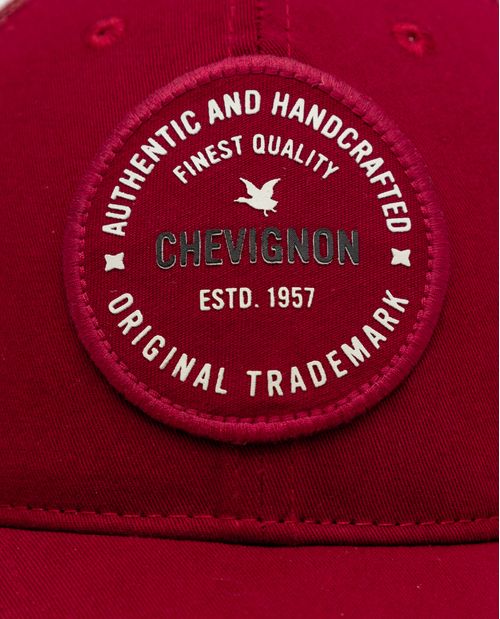 AUTHENTIC AND HANDCRAFTED
FINEST QUALITY
CHEVIGNON
ESTD. 1957
ORIGINAL TRADEMARK